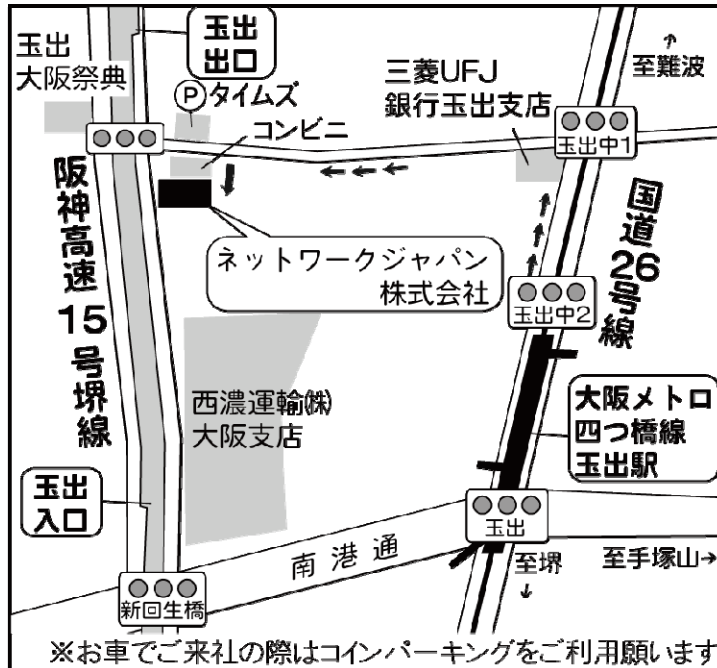 玉出
出口
玉出
大阪祭典
Ⓟタイムズ
コンビニ
三菱UFJ
銀行玉出支店
至難波
玉出中1
阪神高速15号堺線
国道26号線
ネットワークジャパン
株式会社
玉出中2
西濃運輸㈱
大阪支店
大阪メトロ
四つ橋線
玉出駅
玉出
入口
玉出
南港通
至堺
至手塚山→
新回生橋
※お車でご来社の際はコインパーキングをご利用願います